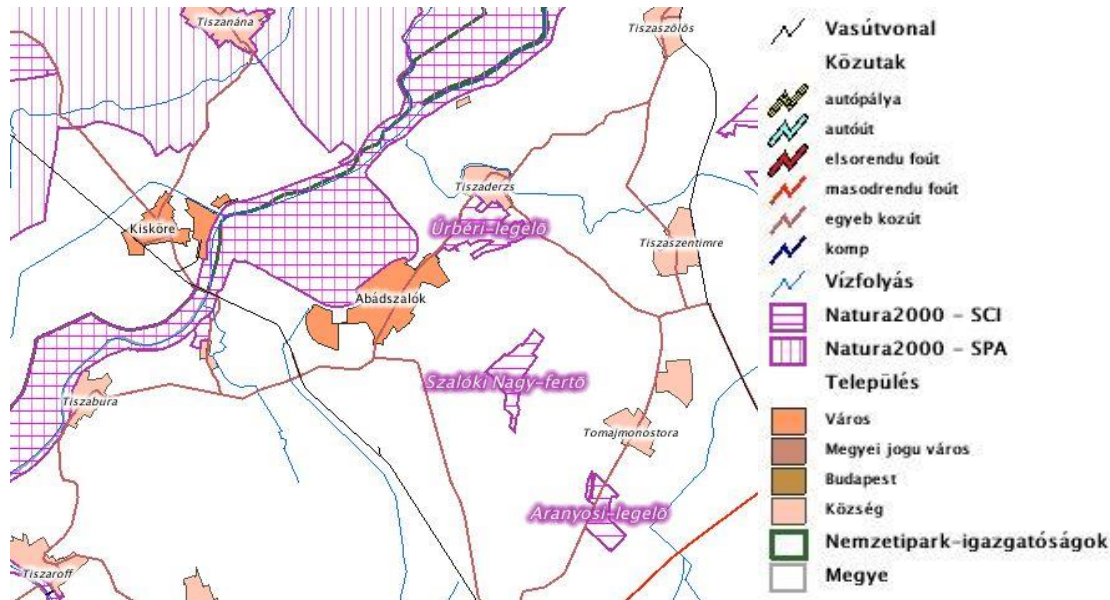 Tiszanána
Tiszaszőlős
Tiszaderzs
Úrbéri-legelő
Kisköre
Tiszaszentimre
Abádszalók
Szalóki Nagy-fertő
Tiszabura
Tomajmonostora
Aranyosi-legelő
Tiszaroff
Vasútvonal
Közutak
autópálya
autóút
elsorendu foút
masodrendu foút
egyeb kozút
komp
Vízfolyás
Natura2000 - SCI
Natura2000 - SPA
Település
Város
Megyei jogu város
Budapest
Község
Nemzetipark-igazgatóságok
Megye